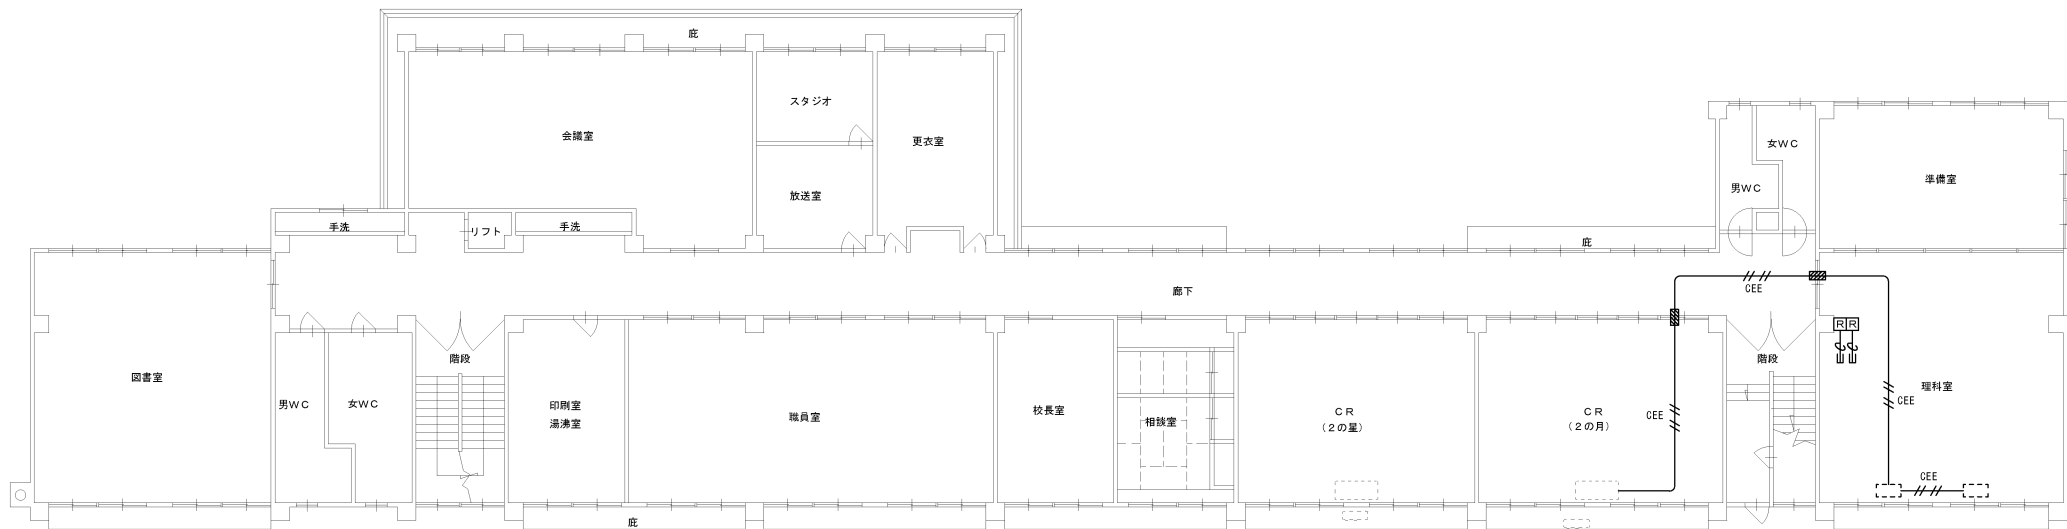 庇
スタジオ
会議室
更衣室
女WC
放送室
準備室
男WC
手洗
リフト
手洗
庇
廊下
CEE
R R
階段
階段
図書室
理科室
男WC
女WC
印刷室
湯沸室
職員室
校長室
相談室
CR
(2の星)
CR
(2の月)
CEE
CEE
CEE
庇